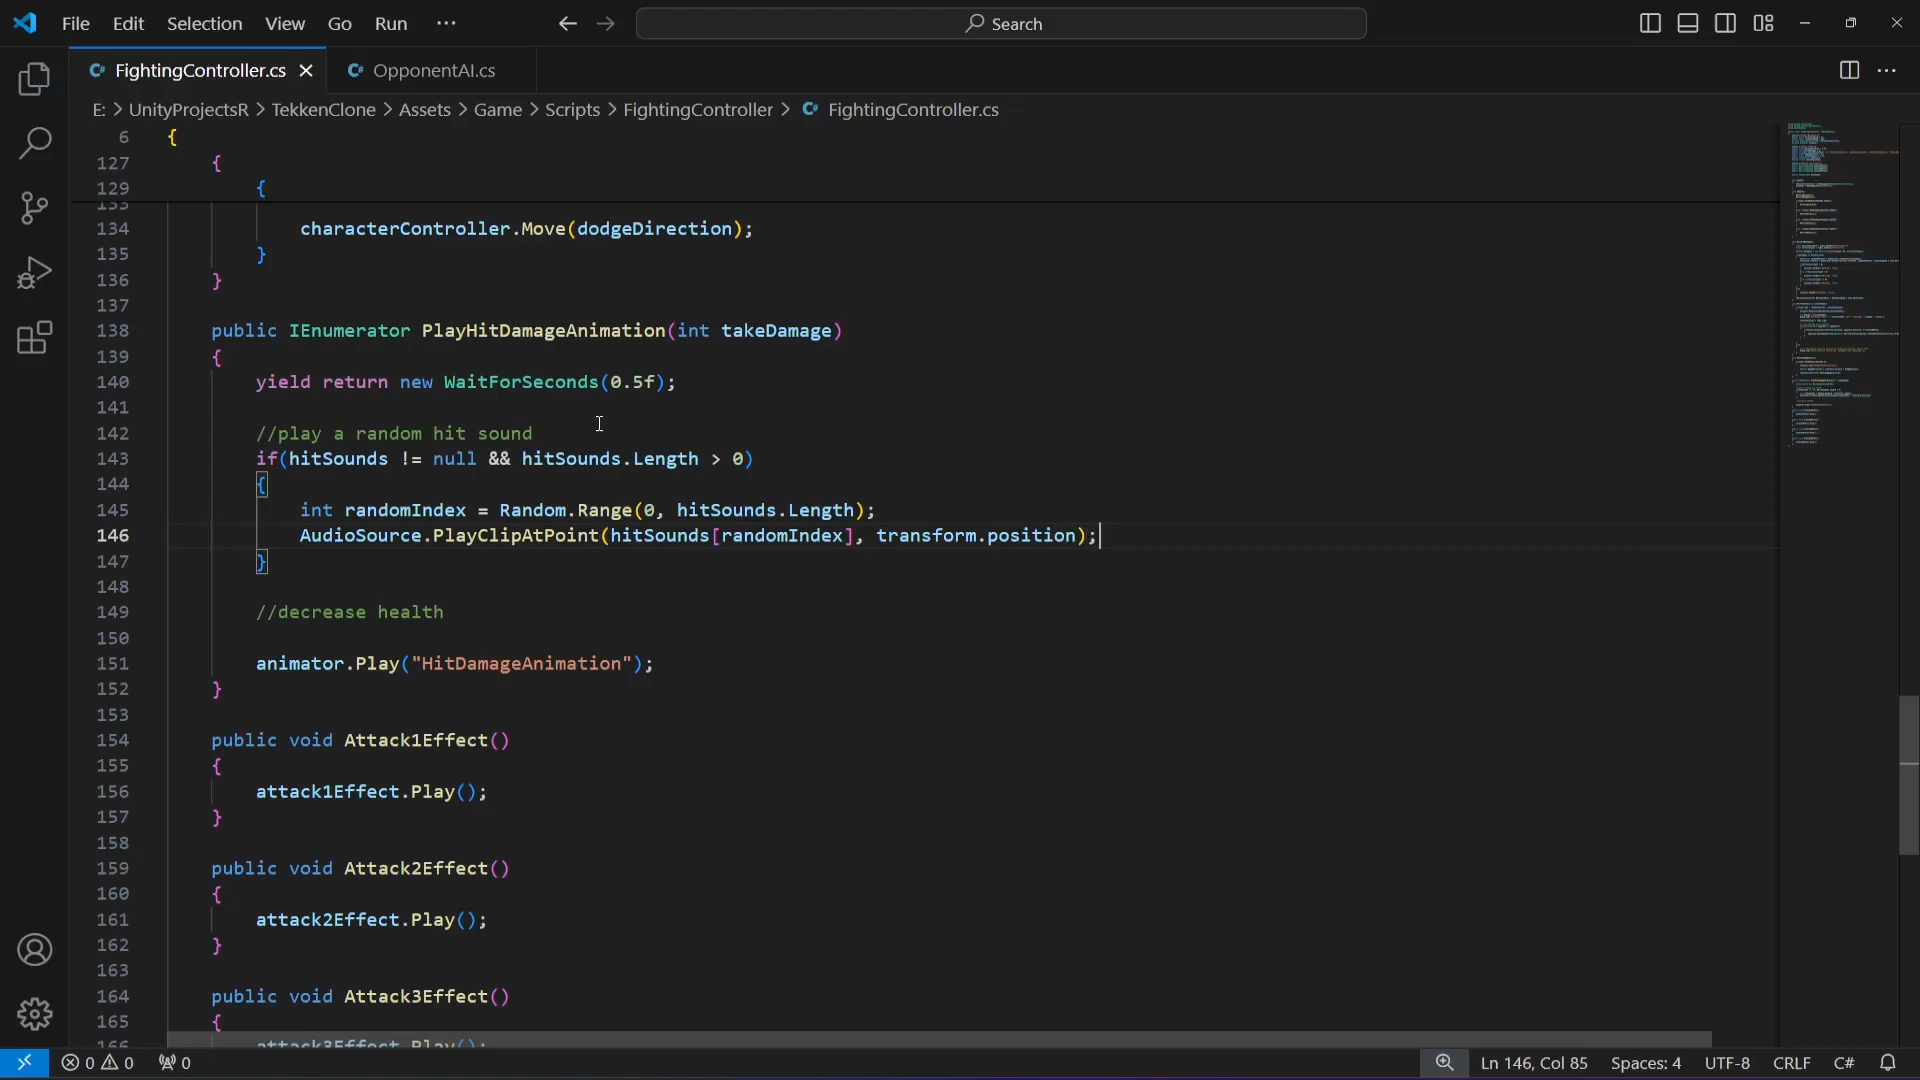 File Edit Selection View Go Run ···
Search
FightingController.cs
OpponentAI.cs
E: > UnityProjectsR > TekkenClone > Assets > Game > Scripts > FightingController > FightingController.cs
6 {
127 {
129 {
133
134 characterController.Move(dodgeDirection);
135 }
136 }
137
138 public IEnumerator PlayHitDamageAnimation(int takeDamage)
139 {
140 yield return new WaitForSeconds(0.5f);
141
142 //play a random hit sound
143 if(hitSounds != null && hitSounds.Length > 0)
144 {
145 int randomIndex = Random.Range(0, hitSounds.Length);
146 AudioSource.PlayClipAtPoint(hitSounds[randomIndex], transform.position);
147 }
148
149 //decrease health
150
151 animator.Play("HitDamageAnimation");
152 }
153
154 public void Attack1Effect()
155 {
156 attack1Effect.Play();
157 }
158
159 public void Attack2Effect()
160 {
161 attack2Effect.Play();
162 }
163
164 public void Attack3Effect()
165 {
166 attack3Effect.Play();
0 0 0
Ln 146, Col 85 Spaces: 4 UTF-8 CRLF C#